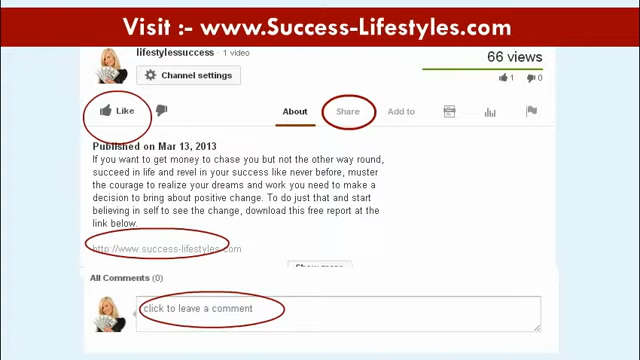 Visit :- www.Success-Lifestyles.com
lifestylessuccess · 1 video
66 views
Channel settings
1 0
Like
About Share Add to
Published on Mar 13, 2013
If you want to get money to chase you but not the other way round,
succeed in life and revel in your success like never before, muster
the courage to realize your dreams and work you need to make a
decision to bring about positive change. To do just that and start
believing in self to see the change, download this free report at the
link below.
http://www.success-lifestyles.com
Show more
All Comments (0)
click to leave a comment